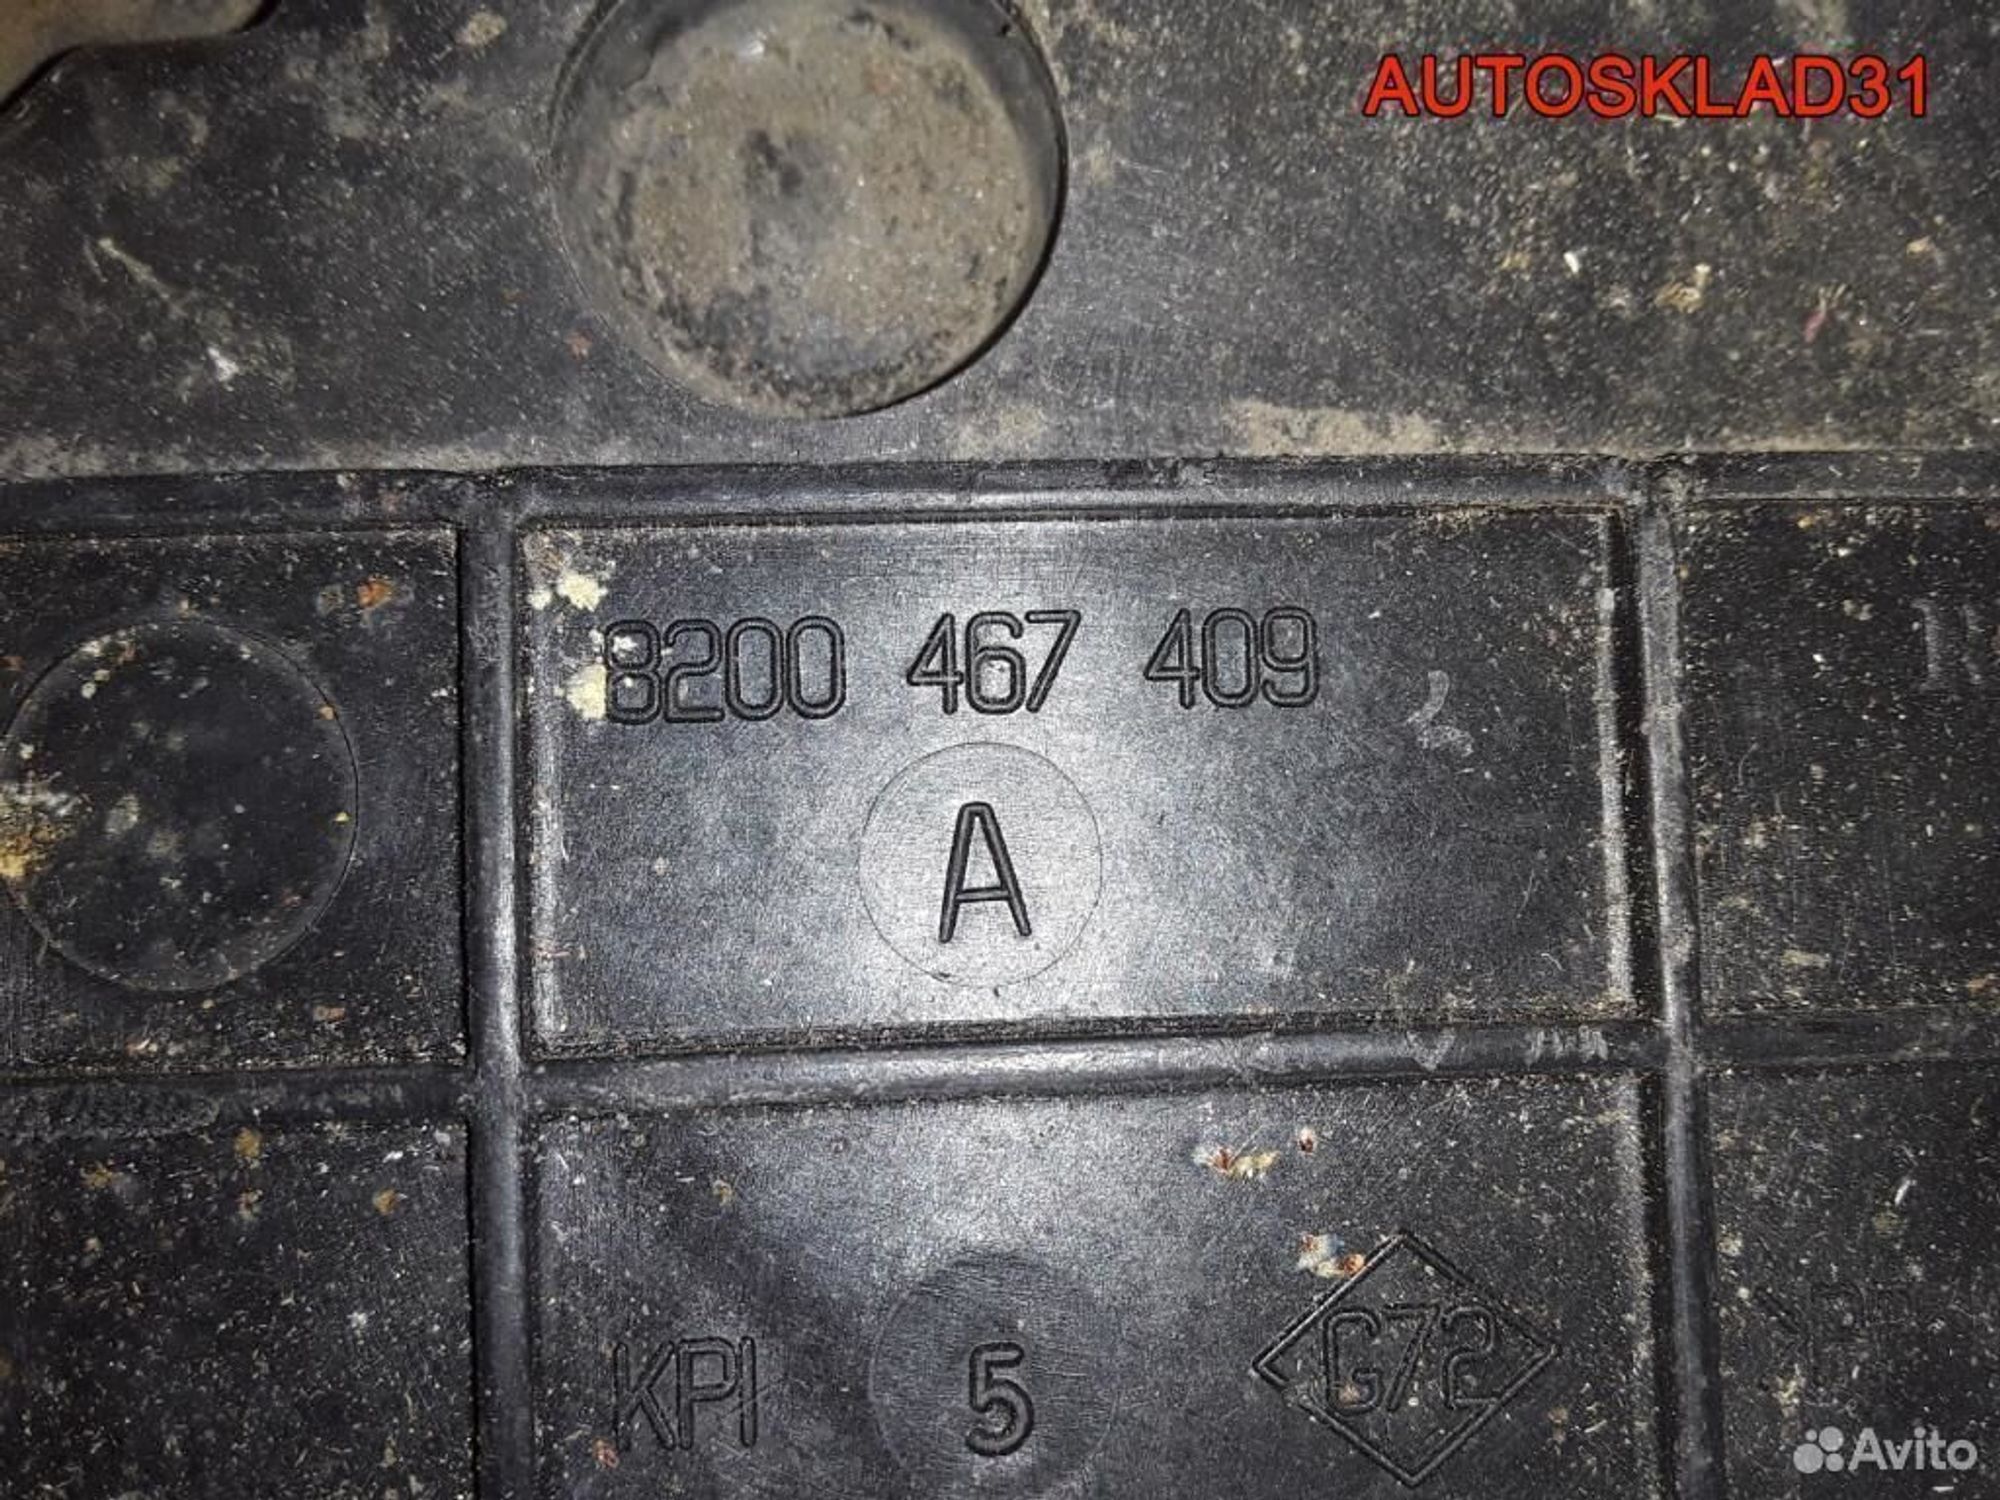 AUTOSKLAD31
8200 467 409
A
KPI 5 G72
Avito